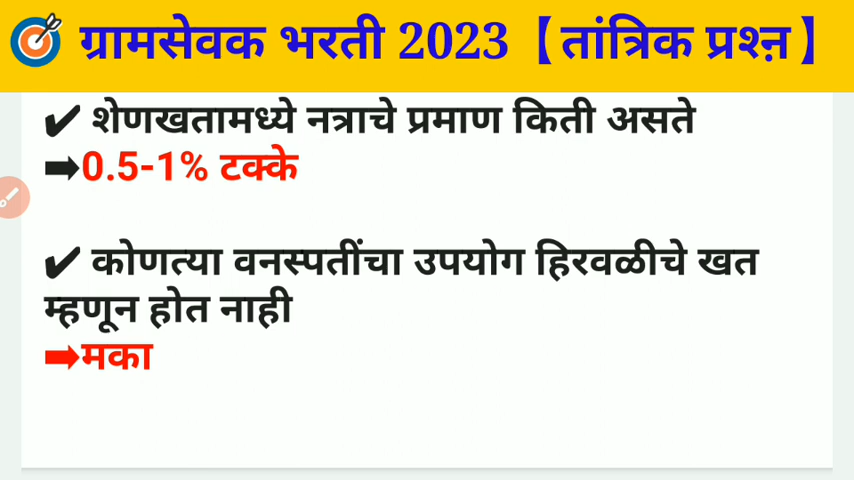 ग्रामसेवक भरती 2023【तांत्रिक प्रश्ऩ】
✔ शेणखतामध्ये नत्राचे प्रमाण किती असते
➡0.5-1% टक्के
✔ कोणत्या वनस्पतींचा उपयोग हिरवळीचे खत
म्हणून होत नाही
➡मका